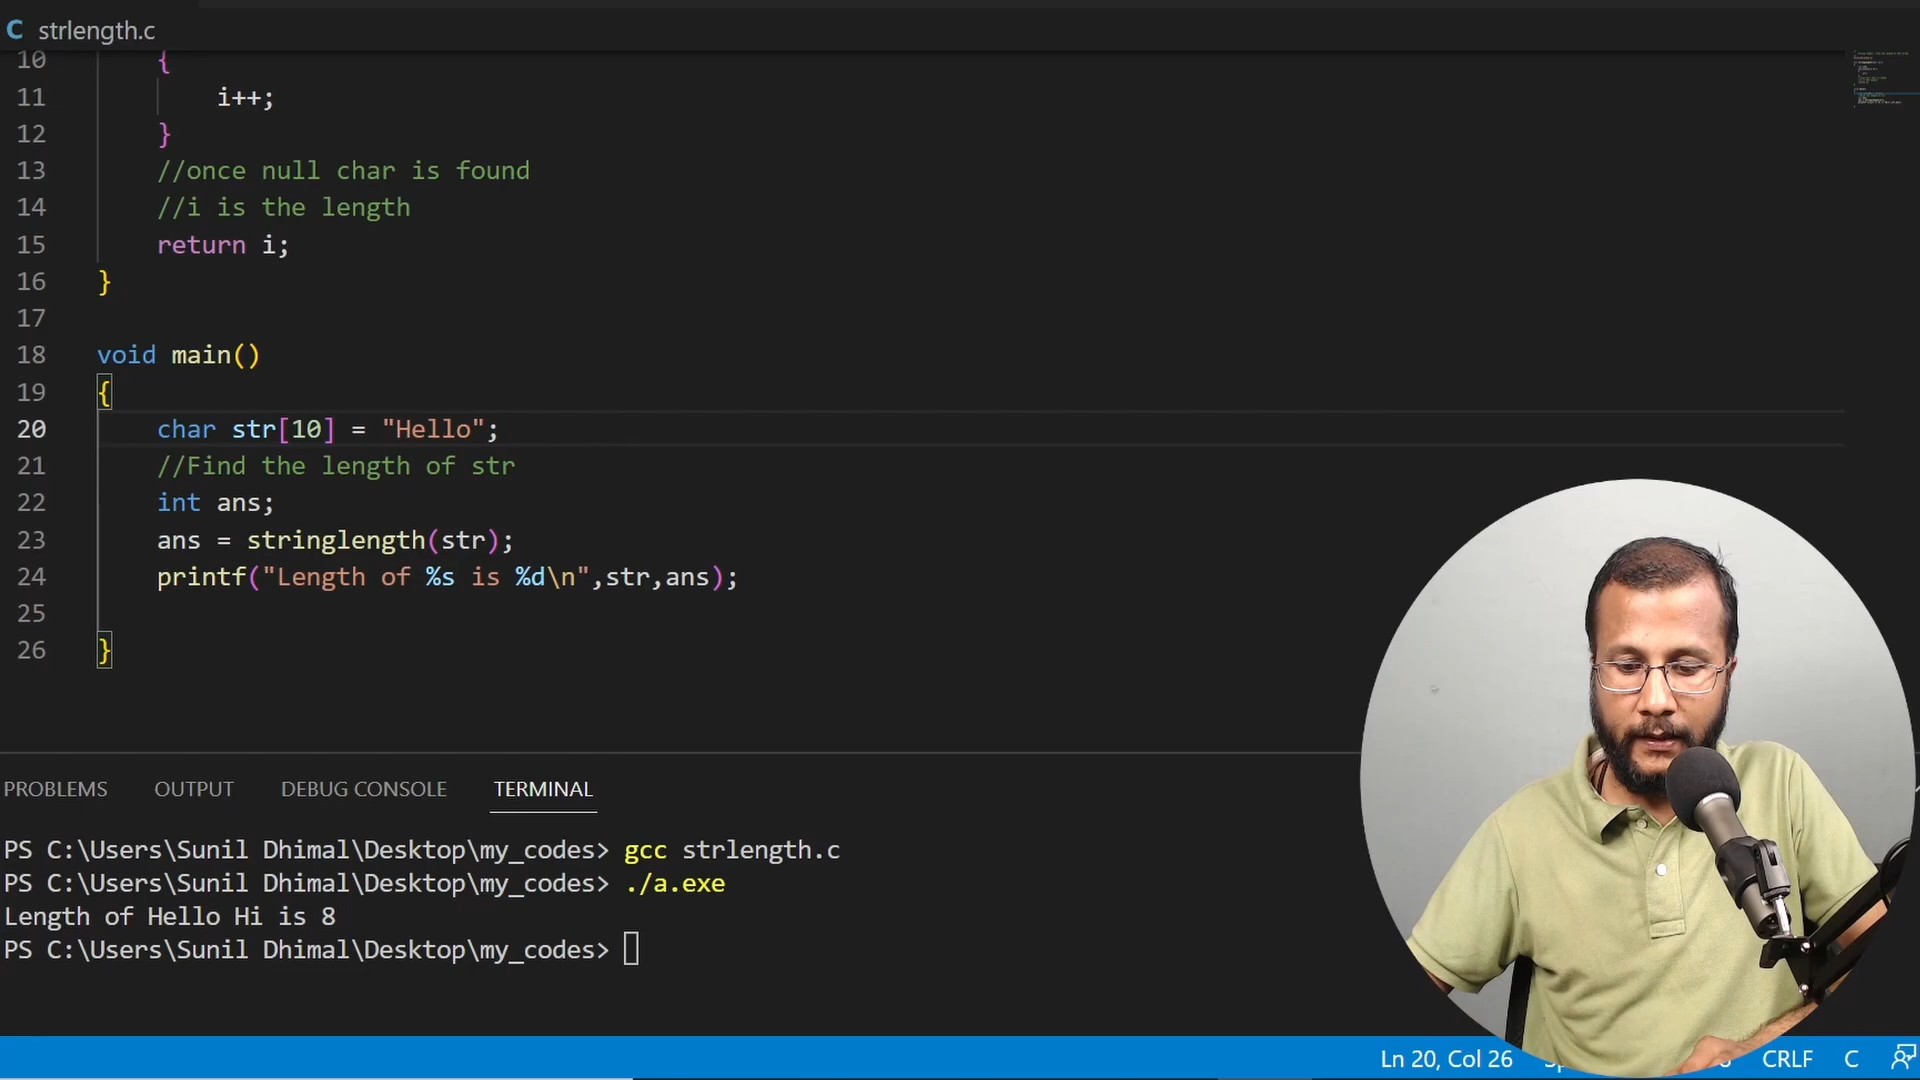 C strlength.c
10 {
11 i++;
12 }
13 //once null char is found
14 //i is the length
15 return i;
16 }
17
18 void main()
19 {
20 char str[10] = "Hello";
21 //Find the length of str
22 int ans;
23 ans = stringlength(str);
24 printf("Length of %s is %d\n",str,ans);
25
26 }
PROBLEMS OUTPUT DEBUG CONSOLE TERMINAL
PS C:\Users\Sunil Dhimal\Desktop\my_codes> gcc strlength.c
PS C:\Users\Sunil Dhimal\Desktop\my_codes> ./a.exe
Length of Hello Hi is 8
PS C:\Users\Sunil Dhimal\Desktop\my_codes>
Ln 20, Col 26 CRLF C